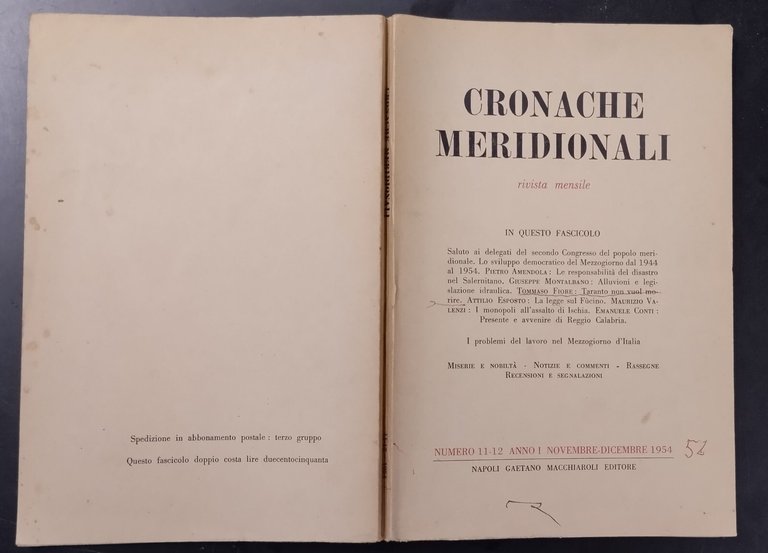 CRONACHE
MERIDIONALI
rivista mensile
IN QUESTO FASCICOLO
Saluto ai delegati del secondo Congresso del popolo meri-
dionale. Lo sviluppo democratico del Mezzogiorno dal 1944
al 1954. PIETRO AMENDOLA: Le responsabilità del disastro
nel Salernitano. GIUSEPPE MONTALBANO: Alluvioni e legi-
slazione idraulica. TOMMASO FIORE: Taranto non vuol mo-
rire. ATTILIO ESPOSTO: La legge sul Fùcino. MAURIZIO VA-
LENZI: I monopoli all'assalto di Ischia. EMANUELE CONTI:
Presente e avvenire di Reggio Calabria.
I problemi del lavoro nel Mezzogiorno d'Italia
MISERIE E NOBILTÀ - NOTIZIE E COMMENTI - RASSEGNE
RECENSIONI E SEGNALAZIONI
NUMERO 11-12 ANNO I NOVEMBRE-DICEMBRE 1954
NAPOLI GAETANO MACCHIAROLI EDITORE
Spedizione in abbonamento postale: terzo gruppo
Questo fascicolo doppio costa lire duecentocinquanta
CRONACHE MERIDIONALI